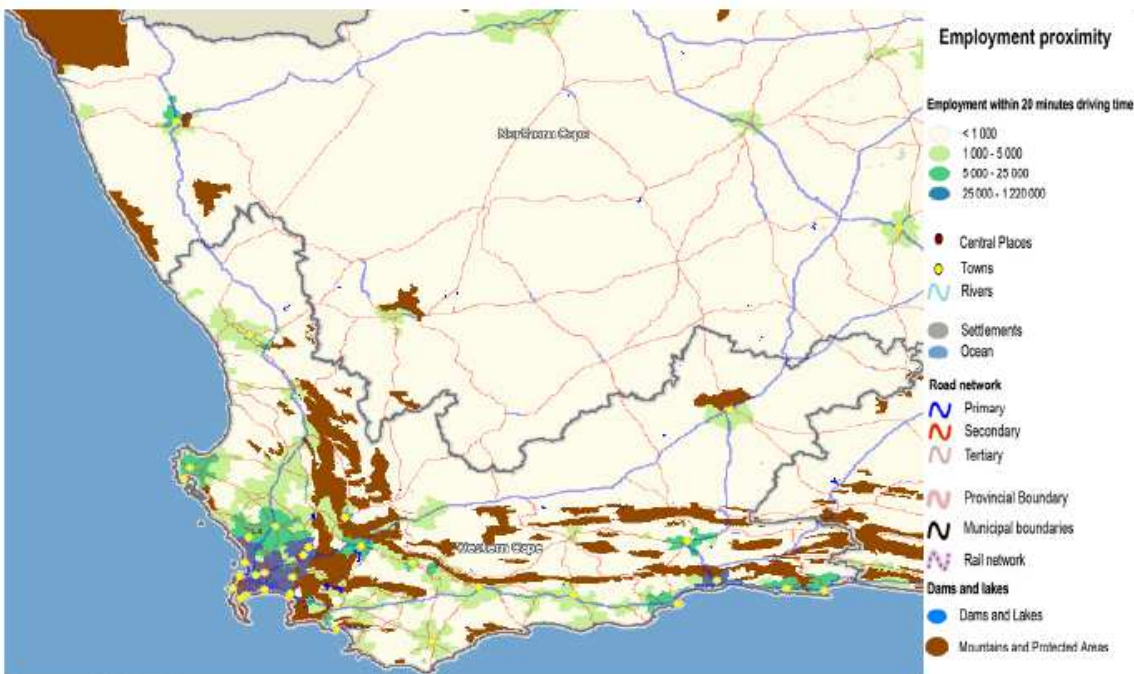 Employment proximity
Employment within 20 minutes driving time
< 1 000
1 000 - 5 000
5 000 - 25 000
25 000 - 1 220 000
Central Places
Towns
Rivers
Settlements
Ocean
Road network
Primary
Secondary
Tertiary
Provincial Boundary
Municipal boundaries
Rail network
Dams and lakes
Dams and Lakes
Mountains and Protected Areas
Northern Cape
Western Cape